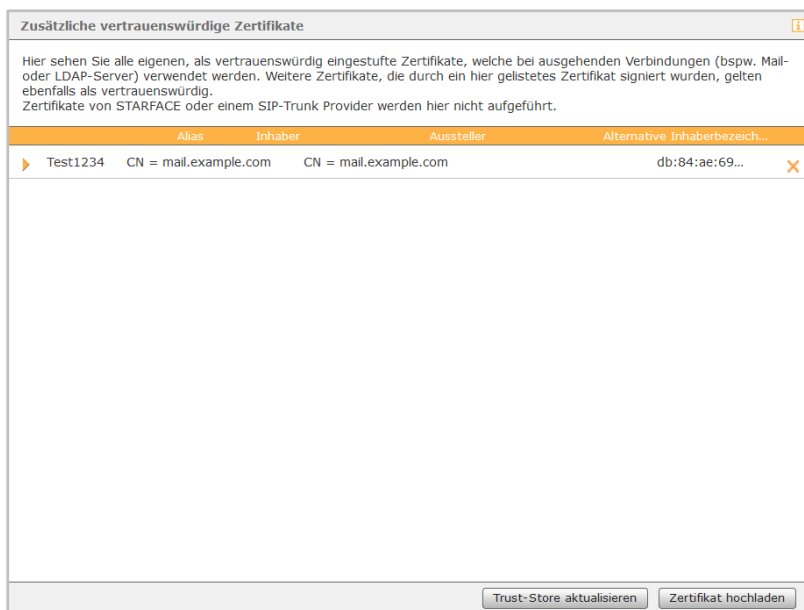 Zusätzliche vertrauenswürdige Zertifikate
Hier sehen Sie alle eigenen, als vertrauenswürdig eingestufte Zertifikate, welche bei ausgehenden Verbindungen (bspw. Mail-
oder LDAP-Server) verwendet werden. Weitere Zertifikate, die durch ein hier gelistetes Zertifikat signiert wurden, gelten
ebenfalls als vertrauenswürdig.
Zertifikate von STARFACE oder einem SIP-Trunk Provider werden hier nicht aufgeführt.
Alias Inhaber Aussteller Alternative Inhaberbezeich...
Test1234 CN = mail.example.com CN = mail.example.com db:84:ae:69...
Trust-Store aktualisieren Zertifikat hochladen